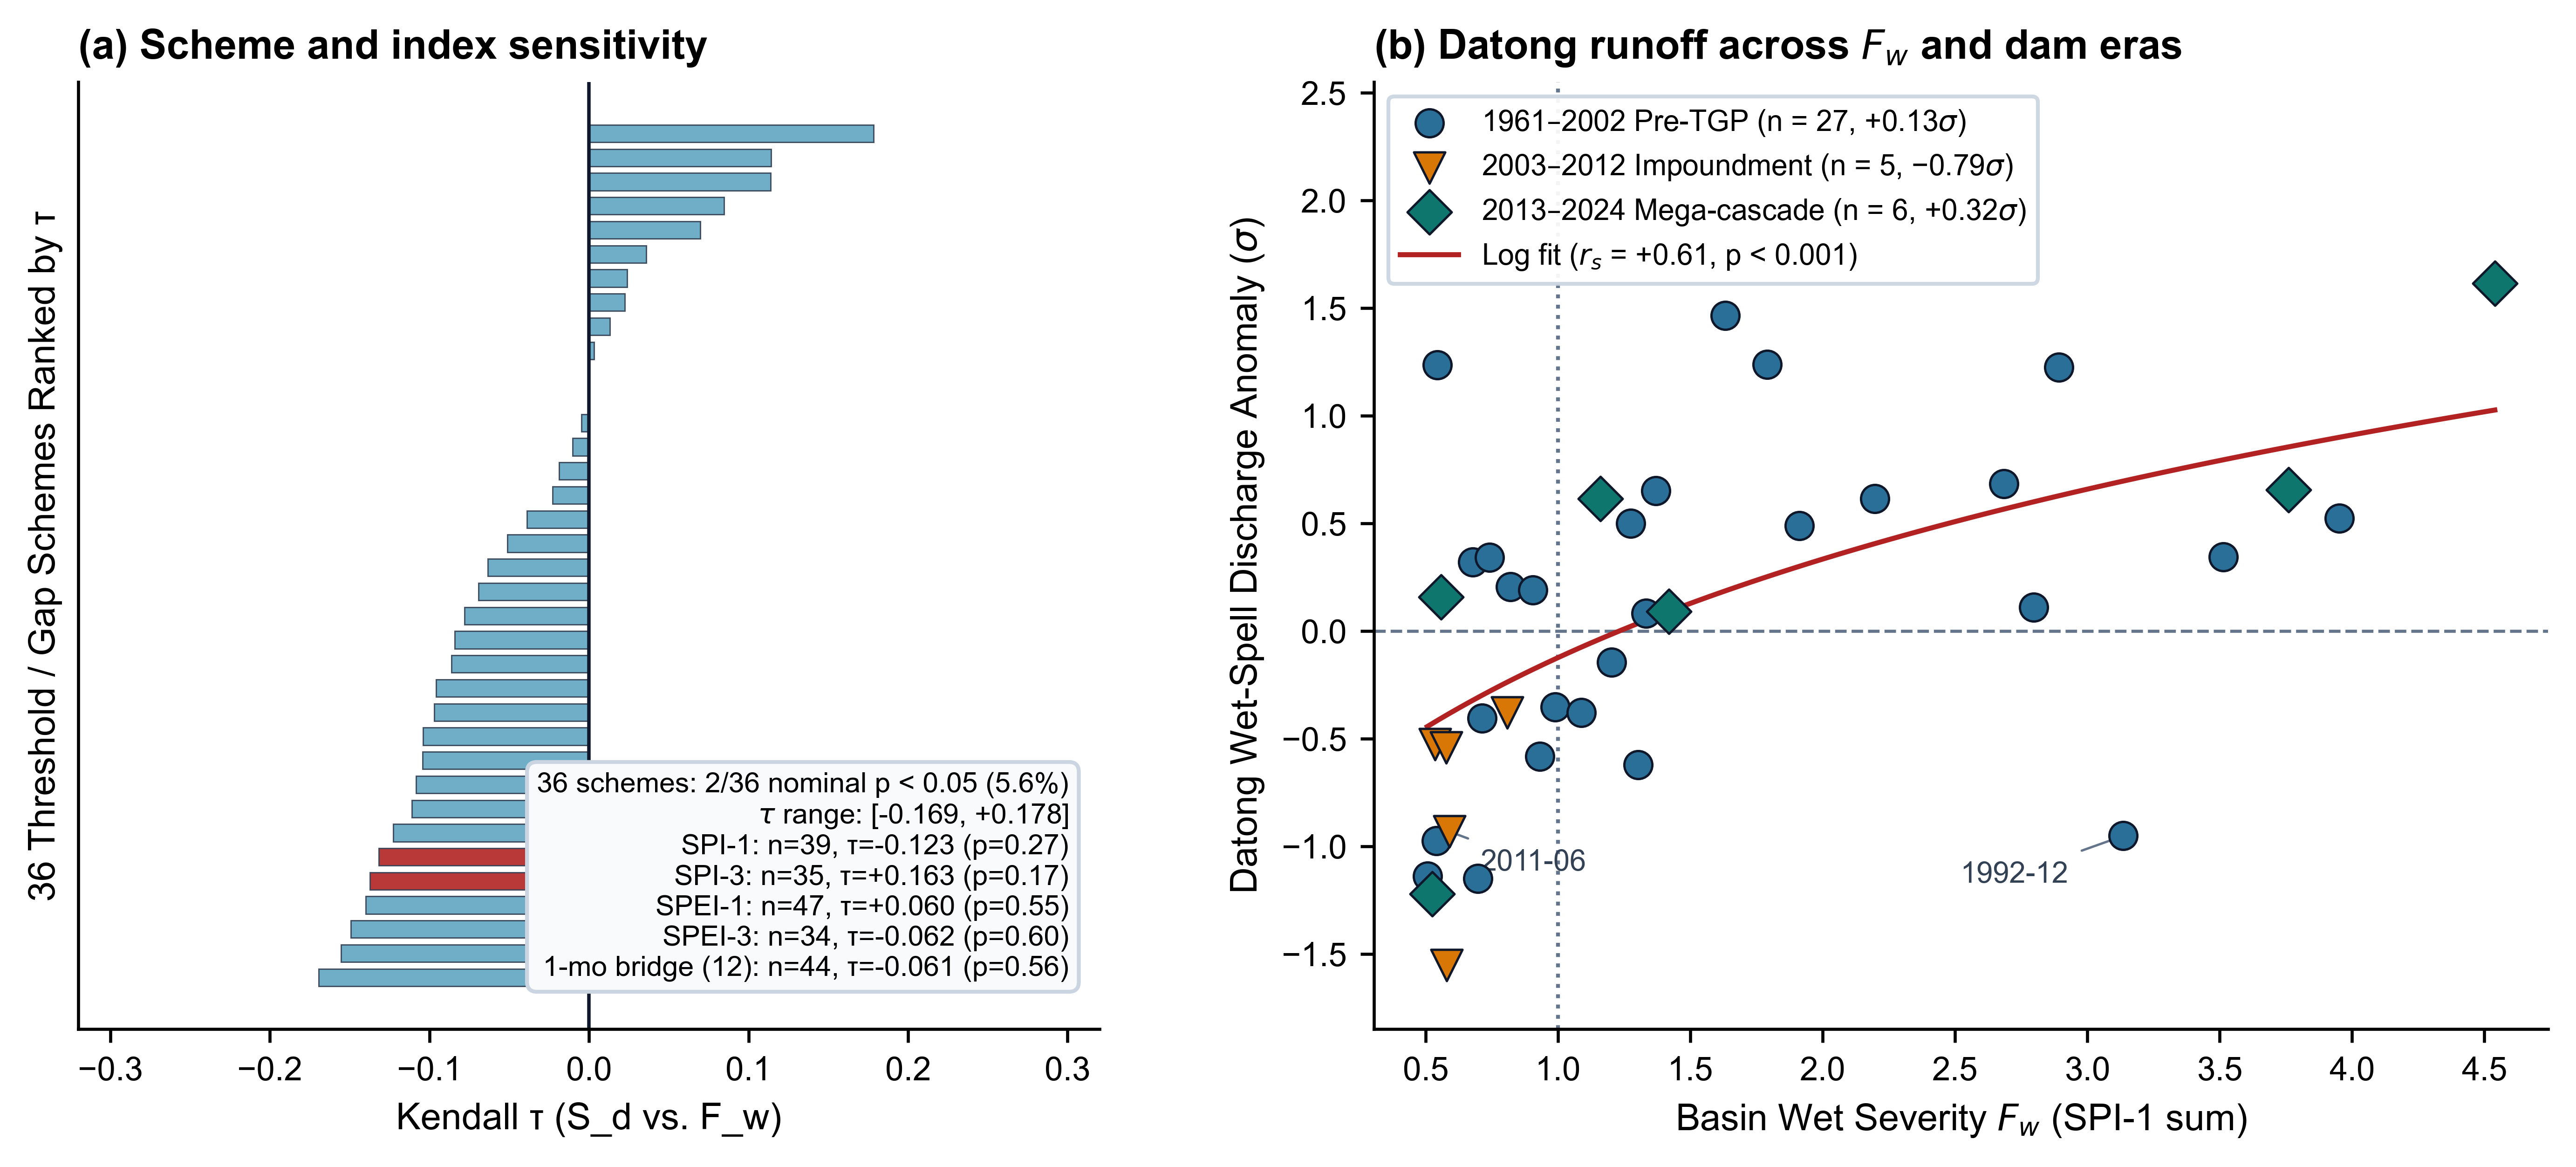 (a) Scheme and index sensitivity
36 Threshold / Gap Schemes Ranked by τ
36 schemes: 2/36 nominal p < 0.05 (5.6%)
τ range: [-0.169, +0.178]
SPI-1: n=39, τ=-0.123 (p=0.27)
SPI-3: n=35, τ=+0.163 (p=0.17)
SPEI-1: n=47, τ=+0.060 (p=0.55)
SPEI-3: n=34, τ=-0.062 (p=0.60)
1-mo bridge (12): n=44, τ=-0.061 (p=0.56)
−0.3 −0.2 −0.1 0.0 0.1 0.2 0.3
Kendall τ (S_d vs. F_w)
(b) Datong runoff across F_w and dam eras
Datong Wet-Spell Discharge Anomaly (σ)
2.5
2.0
1.5
1.0
0.5
0.0
−0.5
−1.0
−1.5
1961–2002 Pre-TGP (n = 27, +0.13σ)
2003–2012 Impoundment (n = 5, −0.79σ)
2013–2024 Mega-cascade (n = 6, +0.32σ)
Log fit (r_s = +0.61, p < 0.001)
2011-06
1992-12
0.5 1.0 1.5 2.0 2.5 3.0 3.5 4.0 4.5
Basin Wet Severity F_w (SPI-1 sum)